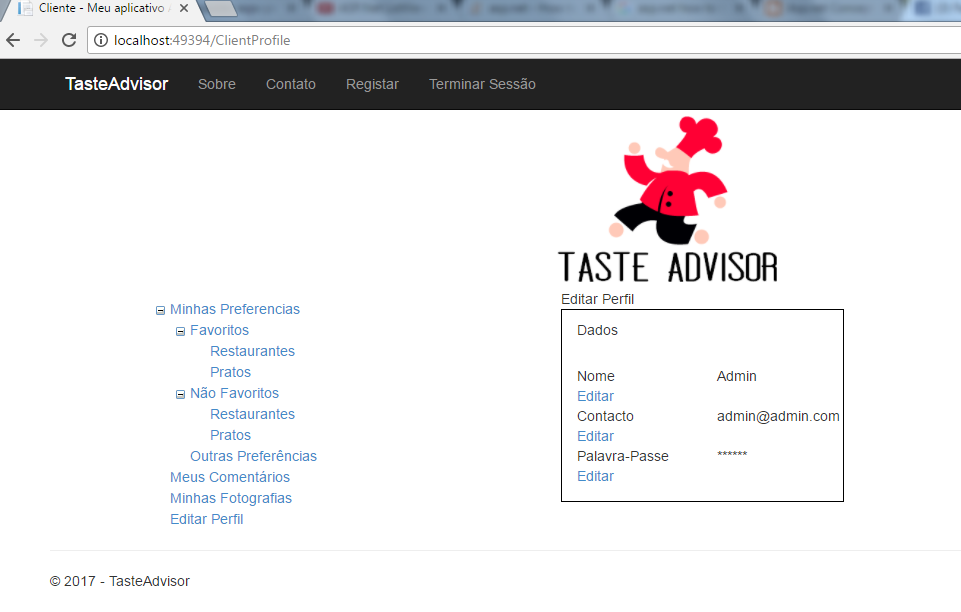 Cliente - Meu aplicativo
localhost:49394/ClientProfile
TasteAdvisor Sobre Contato Registar Terminar Sessão
TASTE ADVISOR
Minhas Preferencias
Favoritos
Restaurantes
Pratos
Não Favoritos
Restaurantes
Pratos
Outras Preferências
Meus Comentários
Minhas Fotografias
Editar Perfil
Editar Perfil
Dados
Nome Admin
Editar
Contacto admin@admin.com
Editar
Palavra-Passe ******
Editar
© 2017 - TasteAdvisor